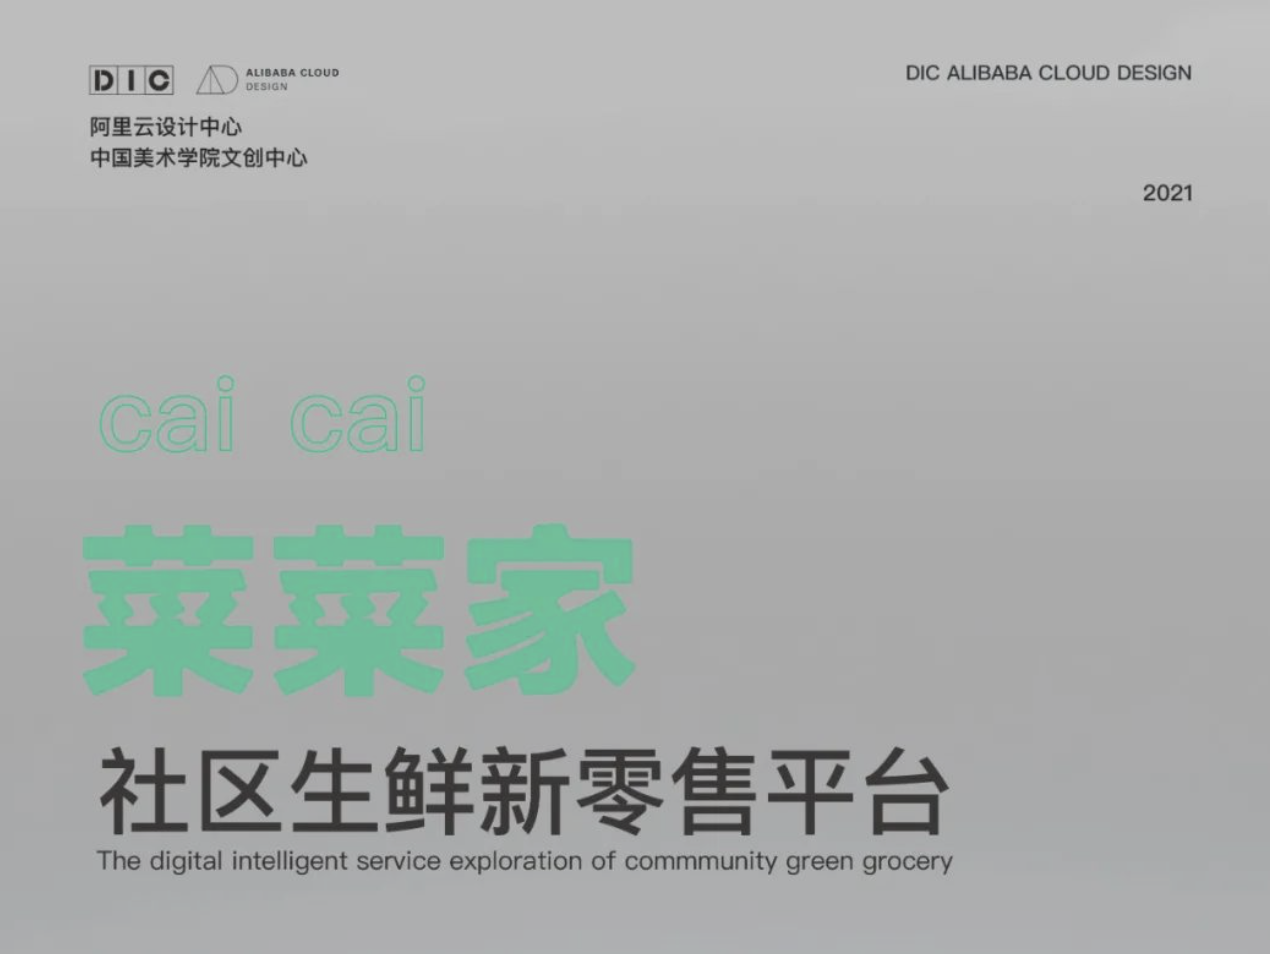 DIC ALIBABA CLOUD DESIGN
DIC ALIBABA CLOUD DESIGN
阿里云设计中心
中国美术学院文创中心
2021
cai cai
菜菜家
社区生鲜新零售平台
The digital intelligent service exploration of commmunity green grocery